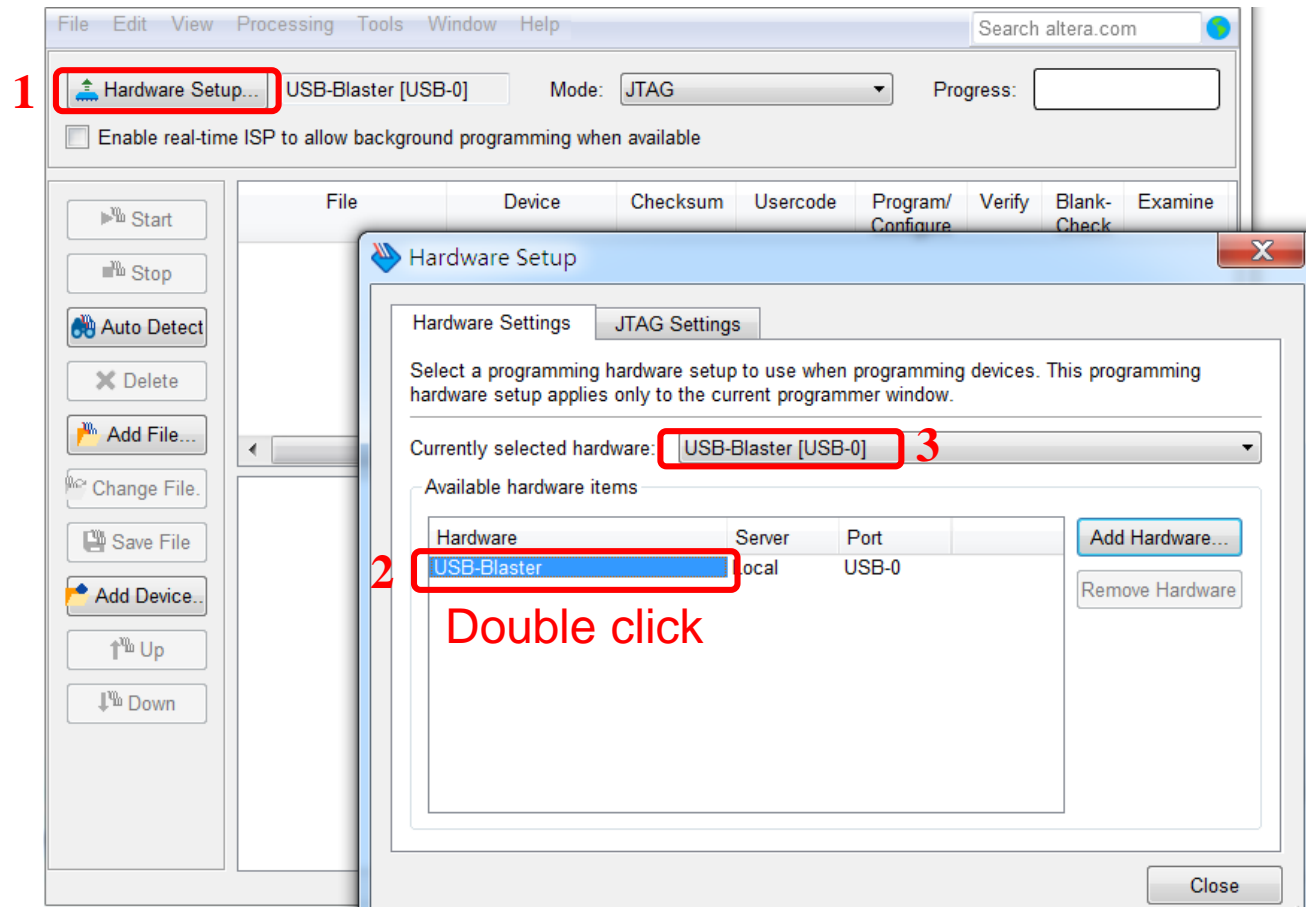 File Edit View Processing Tools Window Help Search altera.com
1 Hardware Setup... USB-Blaster [USB-0] Mode: JTAG Progress:
Enable real-time ISP to allow background programming when available
File Device Checksum Usercode Program/ Verify Blank- Examine
Configure Check
Start
Stop
Auto Detect
Delete
Add File...
Change File.
Save File
Add Device..
Up
Down
Hardware Setup
X
Hardware Settings JTAG Settings
Select a programming hardware setup to use when programming devices. This programming
hardware setup applies only to the current programmer window.
Currently selected hardware: USB-Blaster [USB-0] 3
Available hardware items
Hardware Server Port
2 USB-Blaster Local USB-0
Double click
Add Hardware...
Remove Hardware
Close